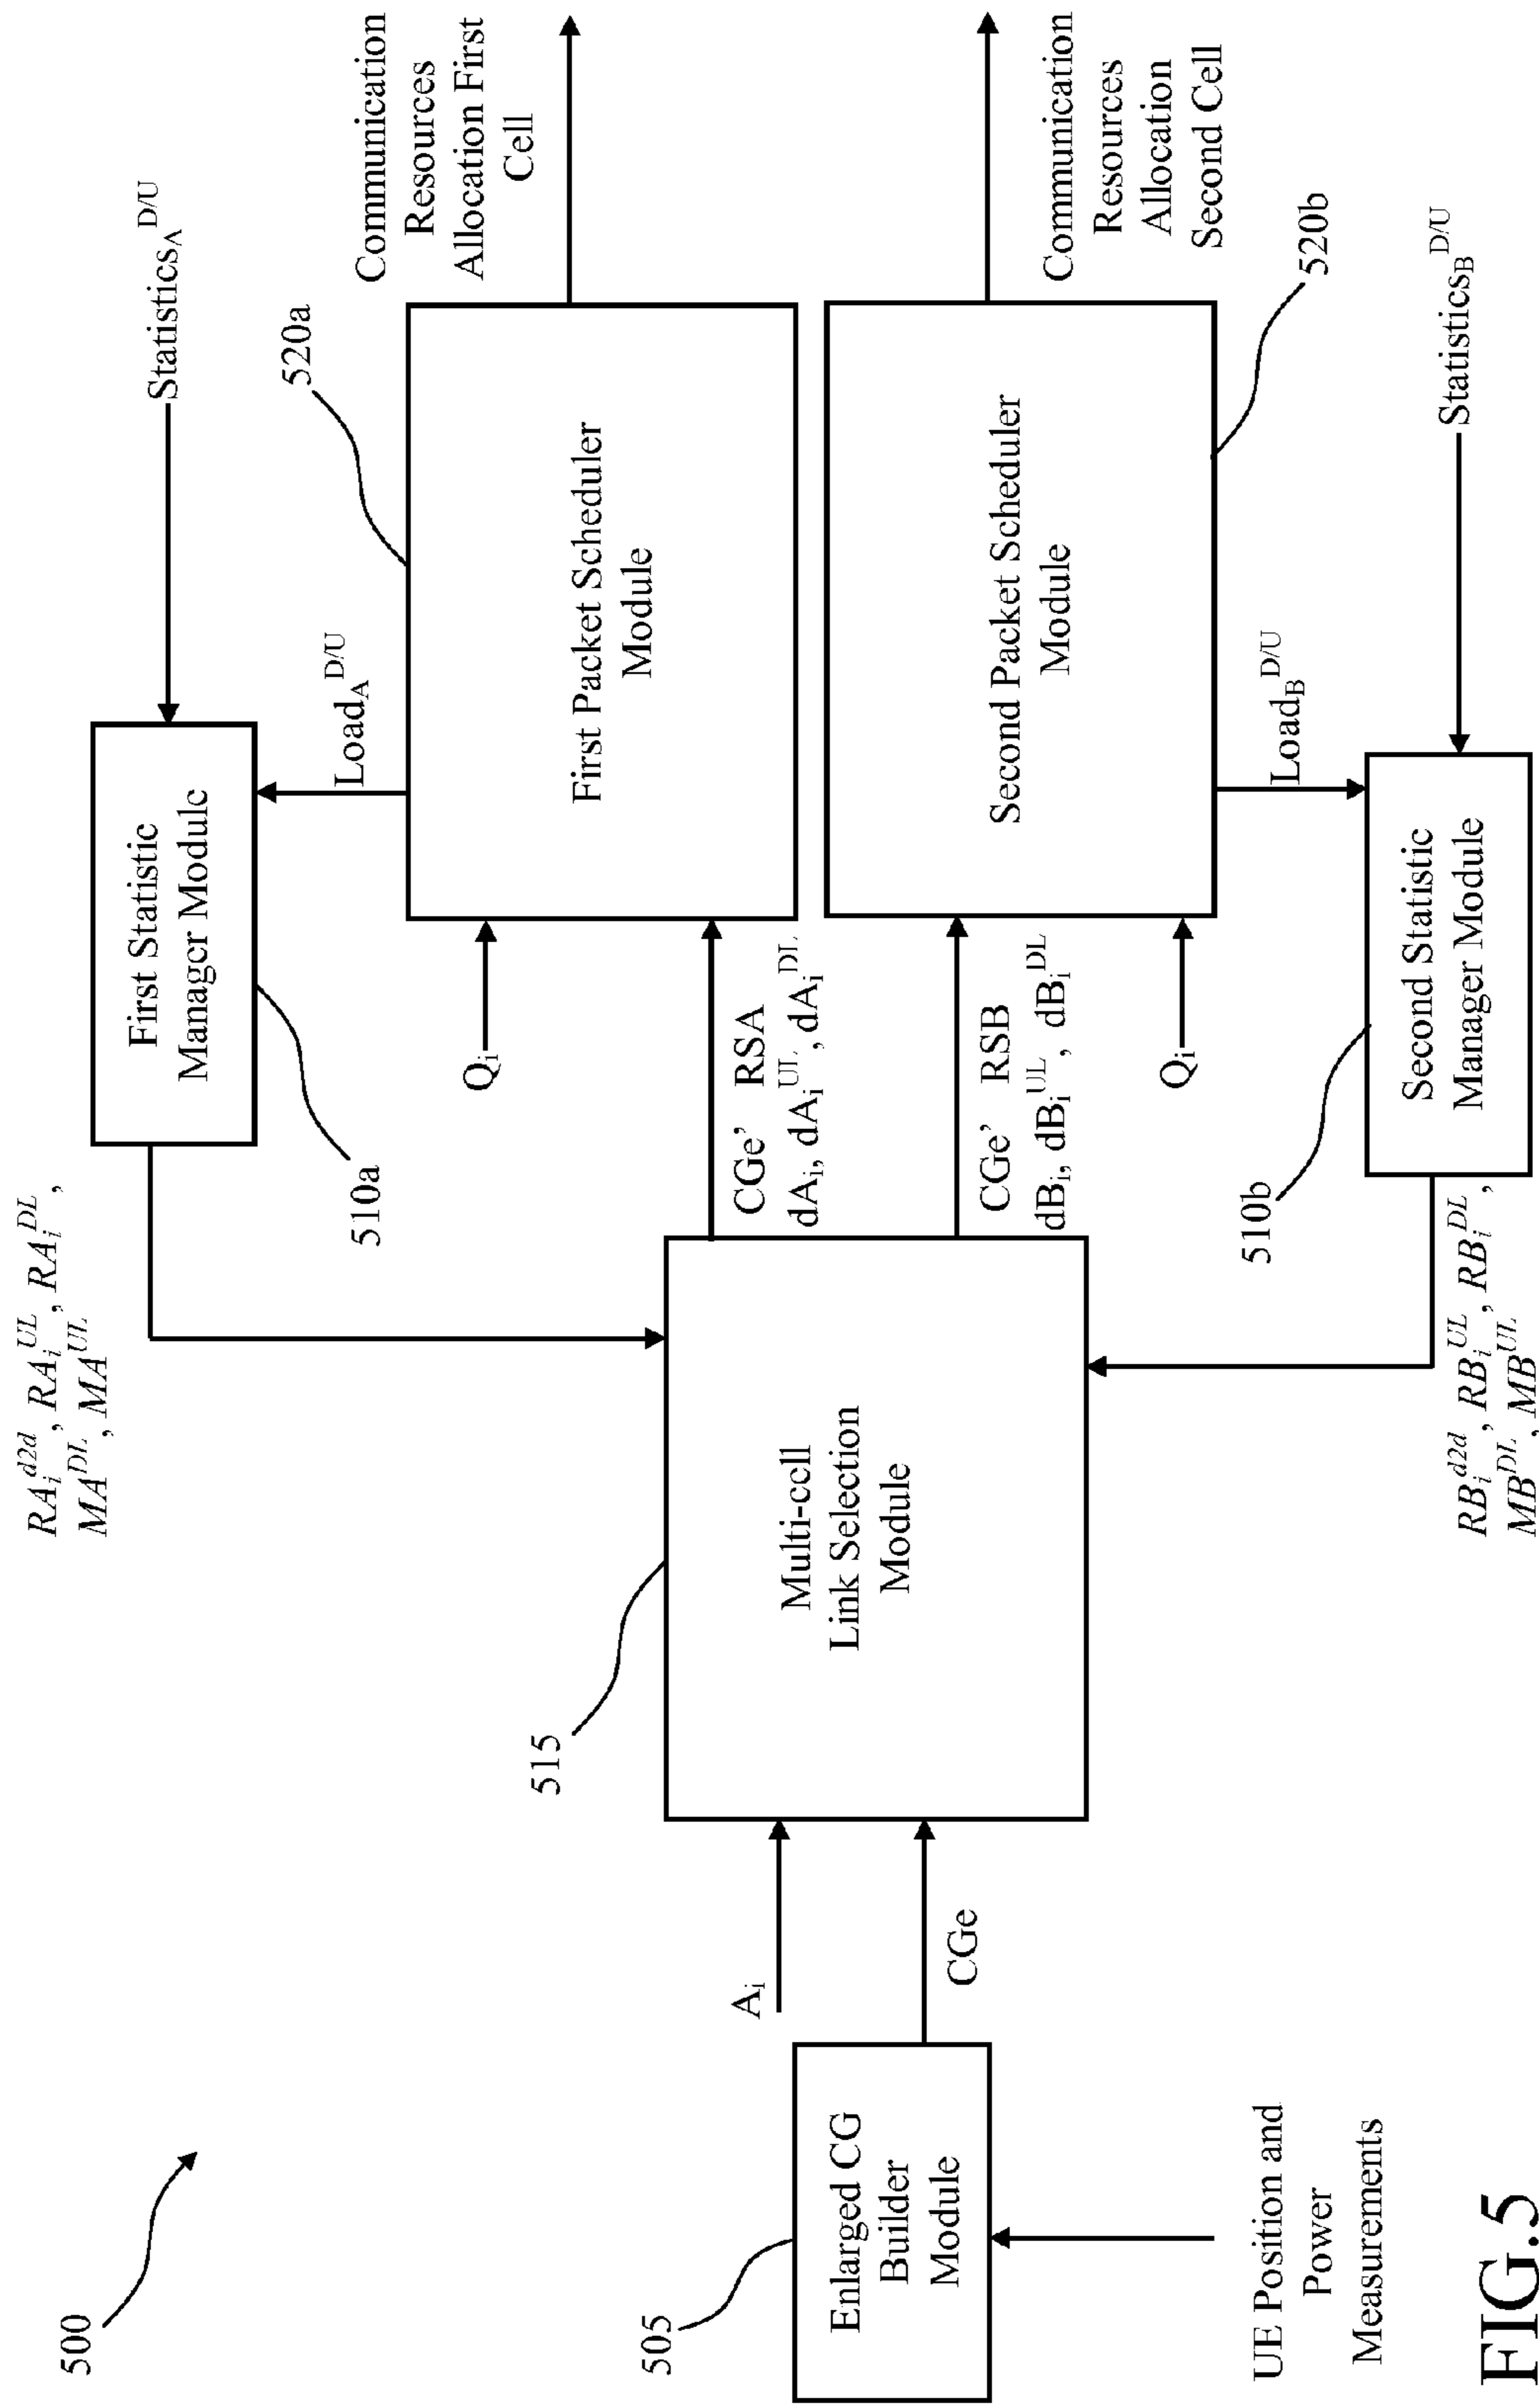 500
505
Enlarged CG
Builder
Module
UE Position and
Power
Measurements
A_i
CGe
515
Multi-cell
Link Selection
Module
RA_i^{d2d}, RA_i^{UL}, RA_i^{DL},
MA^{DL}, MA^{UL}
510a
First Statistic
Manager Module
Statistics_A^{D/U}
Load_A^{D/U}
Q_i
CGe' RSA
dA_i, dA_i^{UL}, dA_i^{DL}
520a
First Packet Scheduler
Module
Communication
Resources
Allocation First
Cell
CGe' RSB
dB_i, dB_i^{UL}, dB_i^{DL}
Q_i
Second Packet Scheduler
Module
520b
Communication
Resources
Allocation
Second Cell
Load_B^{D/U}
Statistics_B^{D/U}
510b
Second Statistic
Manager Module
RB_i^{d2d}, RB_i^{UL}, RB_i^{DL},
MB^{DL}, MB^{UL}
FIG.5